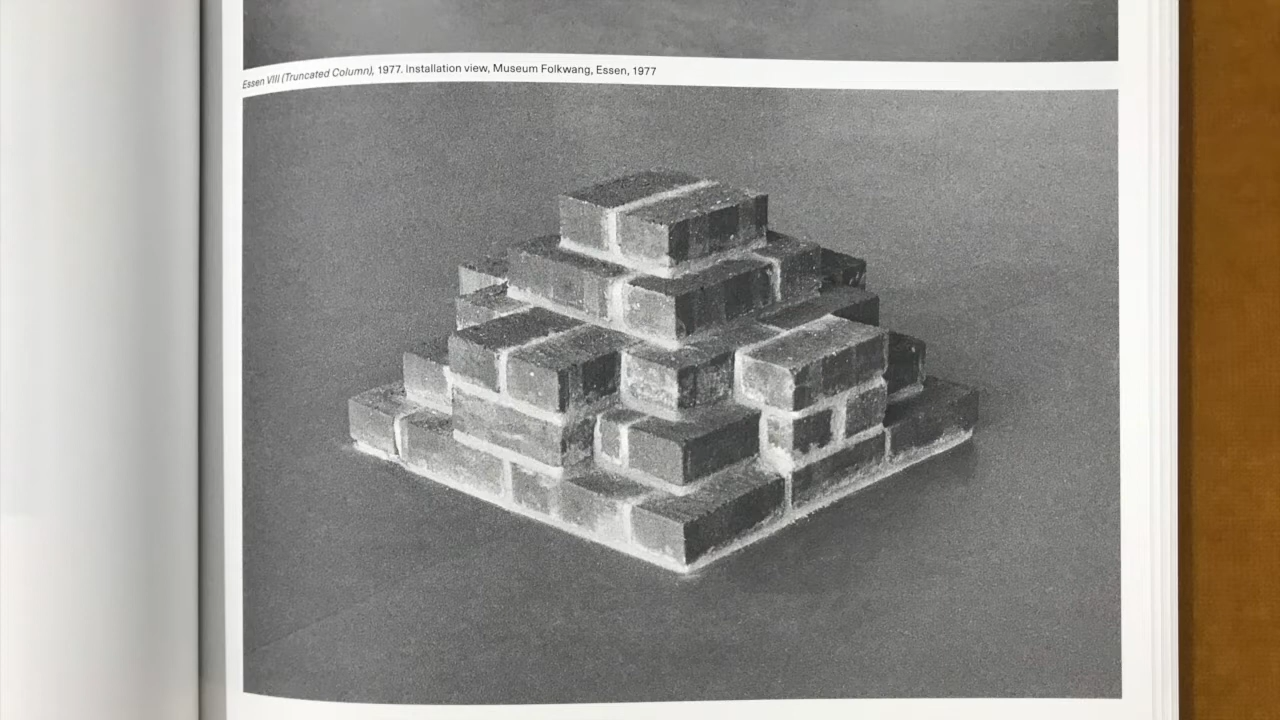 Essen VIII (Truncated Column), 1977. Installation view, Museum Folkwang, Essen, 1977